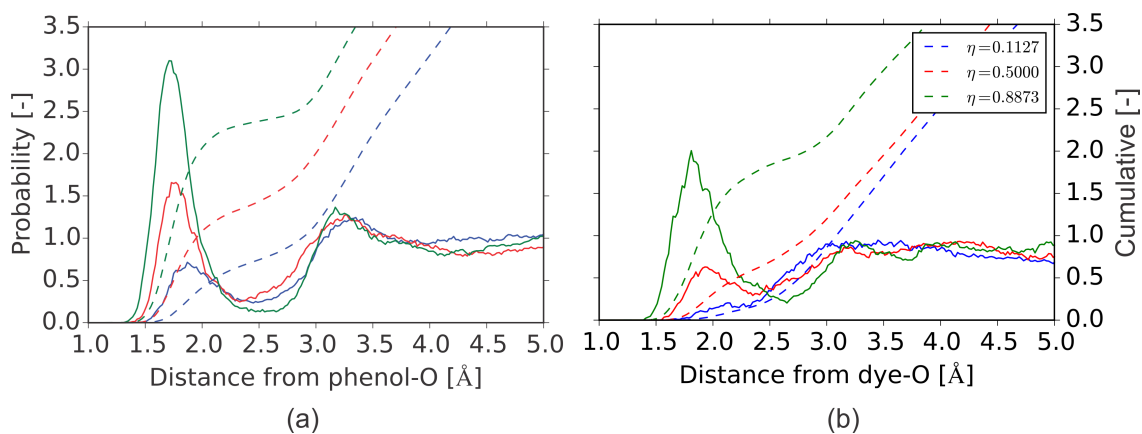 3.5
3.0
2.5
2.0
1.5
1.0
0.5
0.0
Probability [-]
1.0 1.5 2.0 2.5 3.0 3.5 4.0 4.5 5.0
Distance from phenol-O [Å]
(a)
η=0.1127
η=0.5000
η=0.8873
3.5
3.0
2.5
2.0
1.5
1.0
0.5
0.0
Cumulative [-]
1.0 1.5 2.0 2.5 3.0 3.5 4.0 4.5 5.0
Distance from dye-O [Å]
(b)